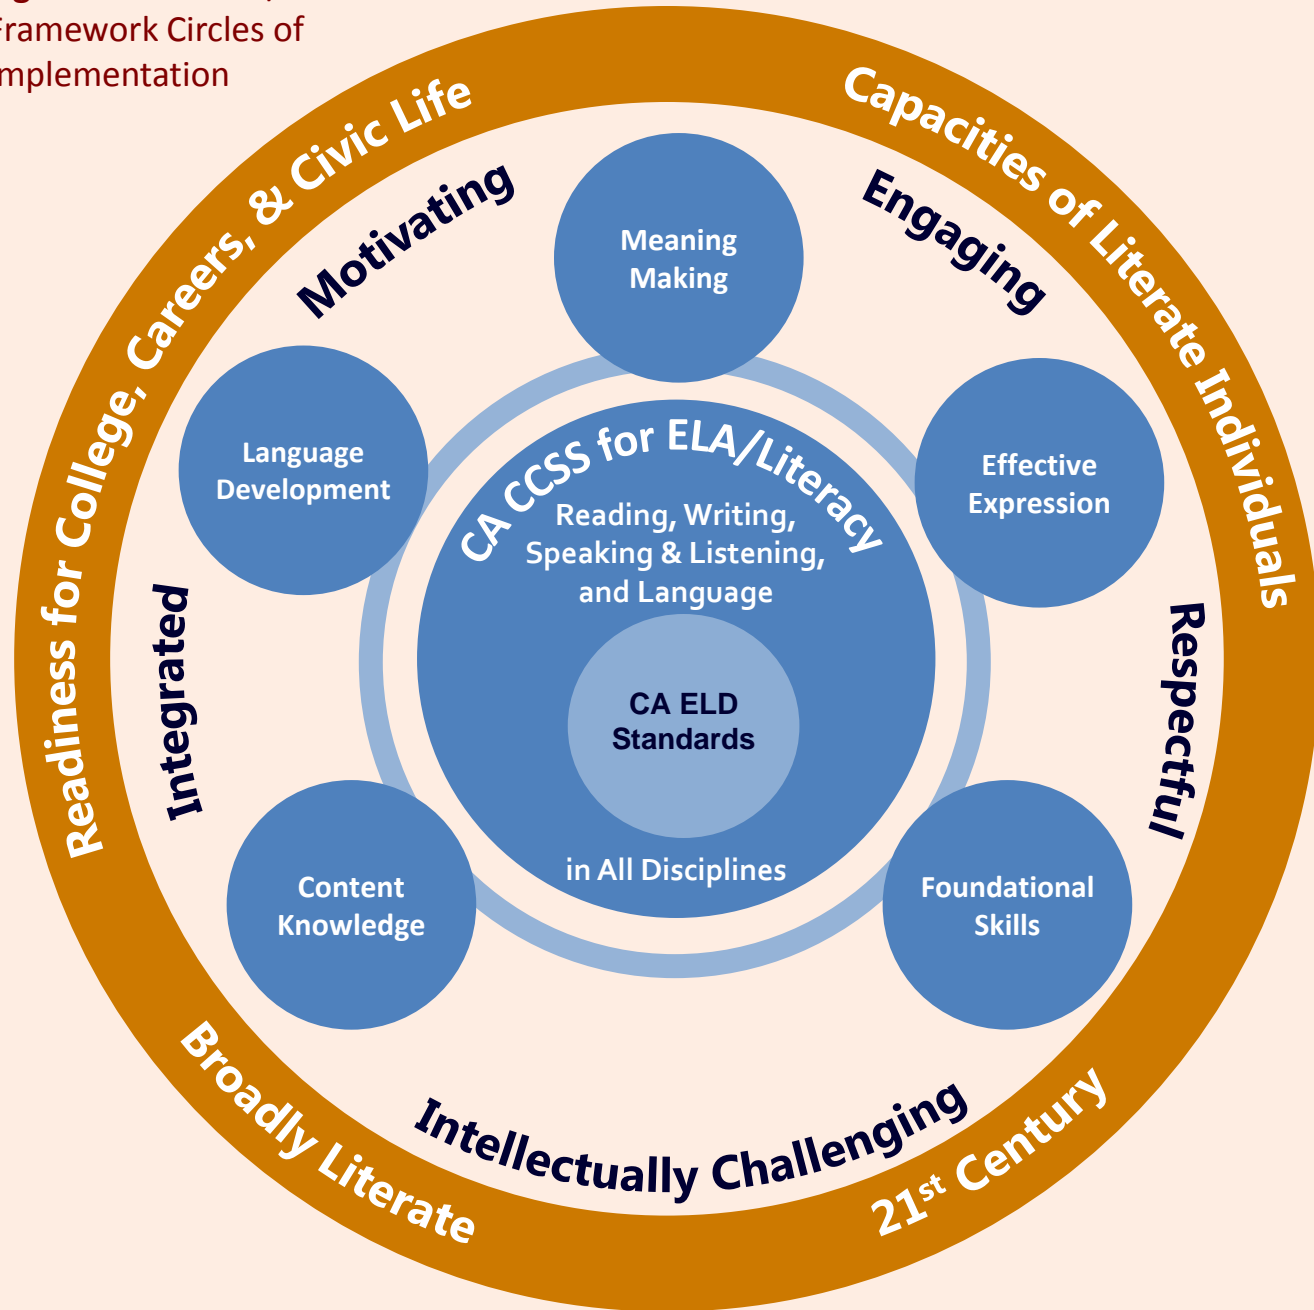 Framework Circles of
Implementation
Readiness for College, Careers, & Civic Life
Capacities of Literate Individuals
Motivating
Engaging
Meaning
Making
Language
Development
Effective
Expression
CA CCSS for ELA/Literacy
Reading, Writing,
Speaking & Listening,
and Language
CA ELD
Standards
in All Disciplines
Integrated
Respectful
Content
Knowledge
Foundational
Skills
Intellectually Challenging
Broadly Literate
21st Century